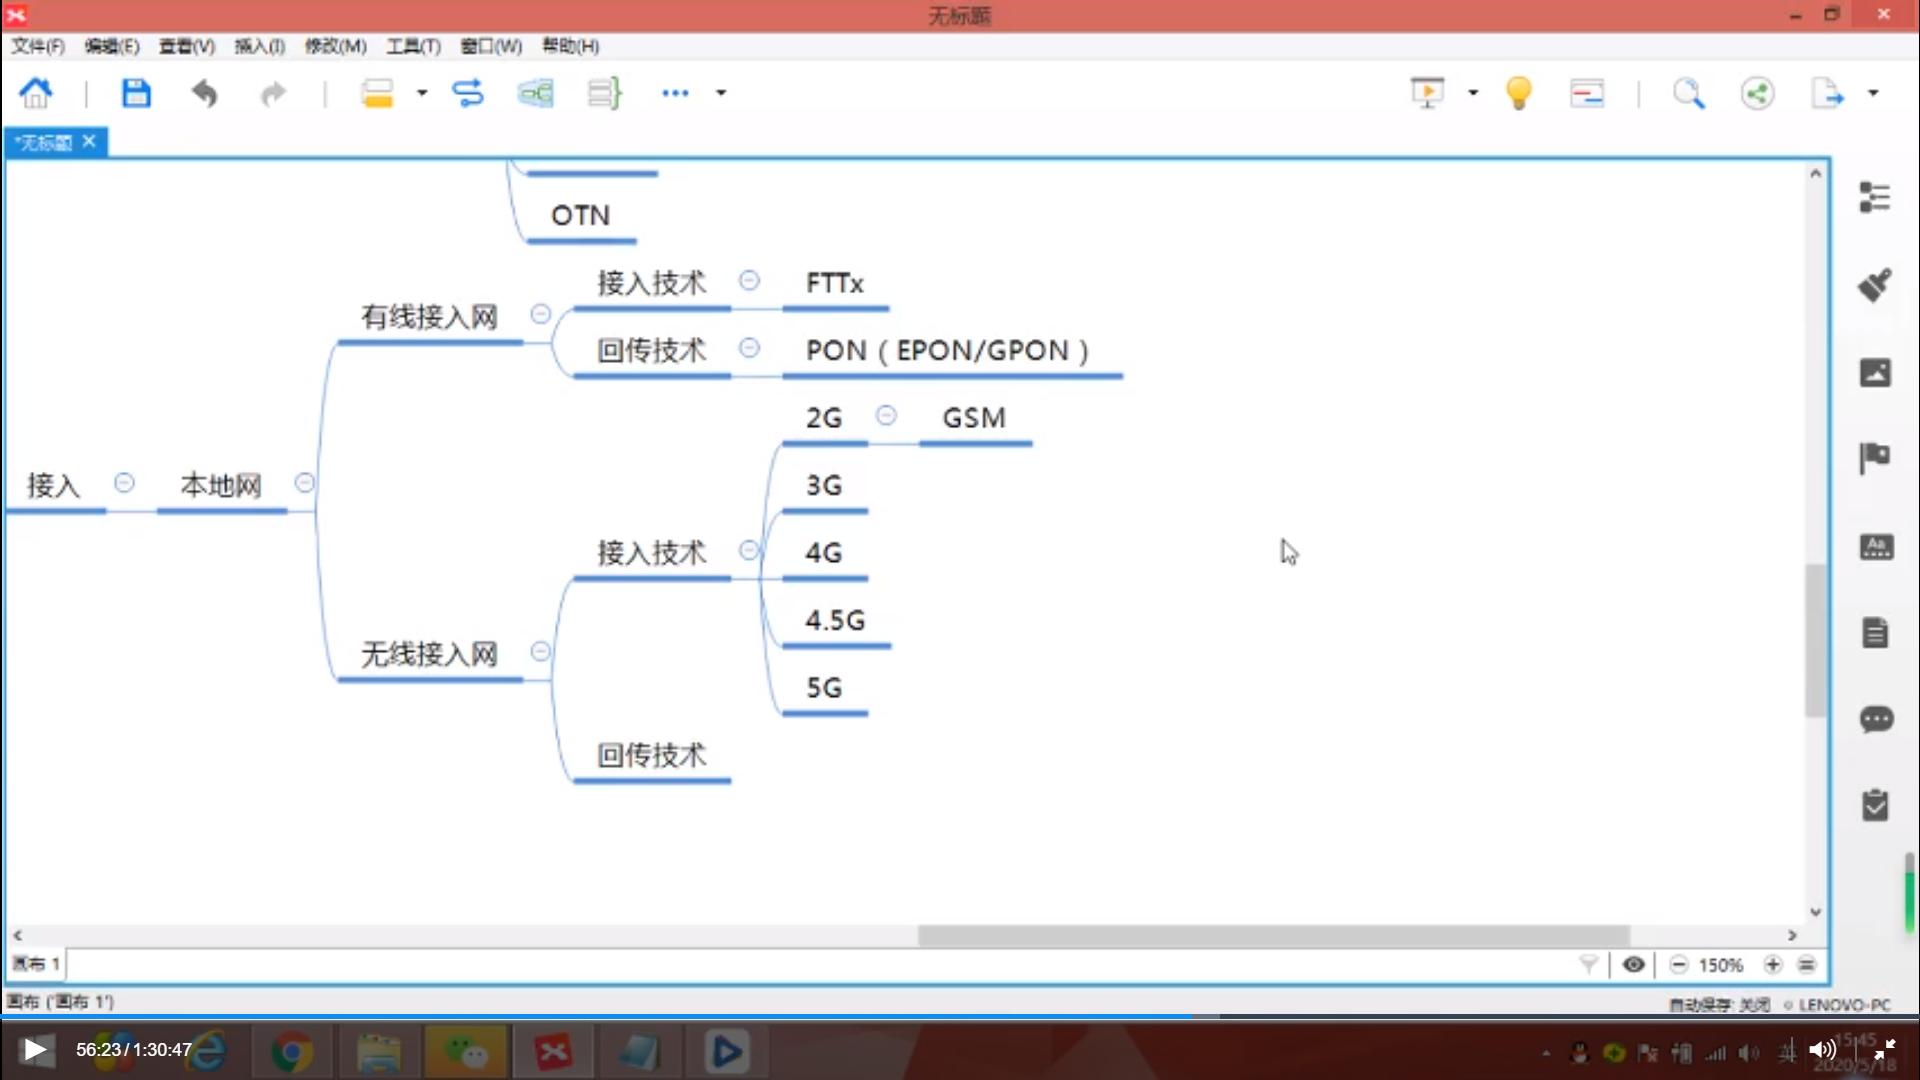 无标题
文件(F) 编辑(E) 查看(V) 插入(I) 修改(M) 工具(T) 窗口(W) 帮助(H)
*无标题
OTN
接入技术 FTTx
有线接入网
回传技术 PON（EPON/GPON）
2G GSM
接入 本地网
3G
接入技术 4G
4.5G
无线接入网
5G
回传技术
画布 1
150%
画布 ('画布 1')
自动保存: 关闭 LENOVO-PC
56:23/1:30:47
英
15:45
2020/5/18